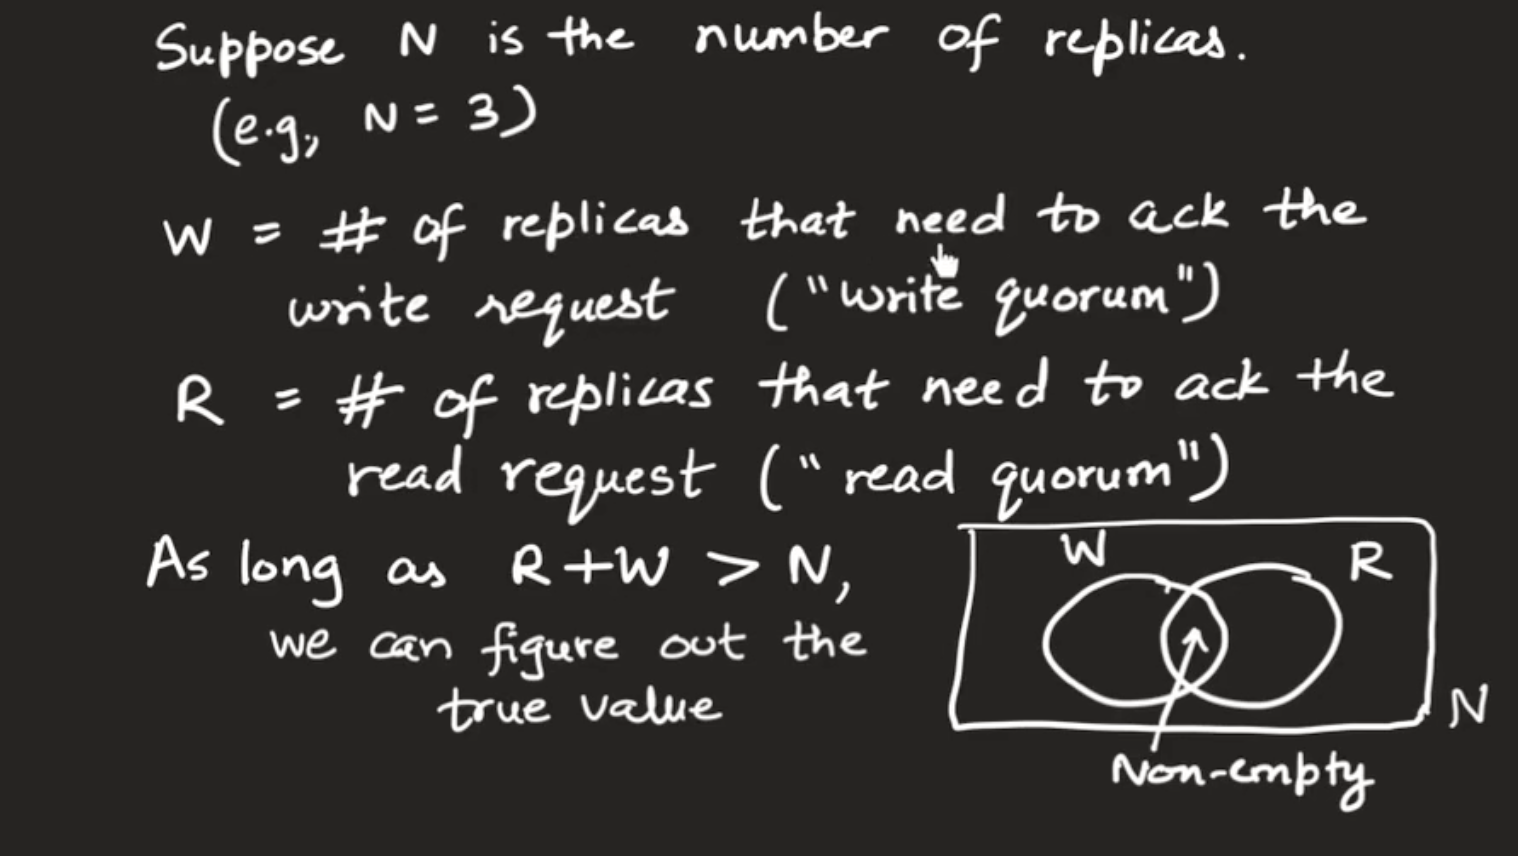 Suppose N is the number of replicas.
(e.g., N = 3)
W = # of replicas that need to ack the
write request ("write quorum")
R = # of replicas that need to ack the
read request ("read quorum")
As long as R+W > N,
we can figure out the
true value
W
R
N
Non-empty